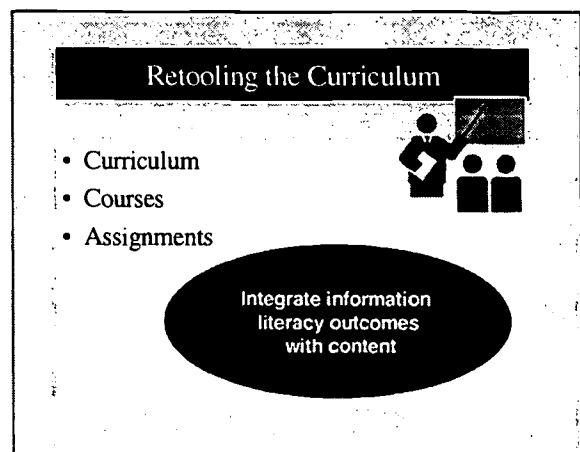 Retooling the Curriculum
• Curriculum
• Courses
• Assignments
Integrate information
literacy outcomes
with content